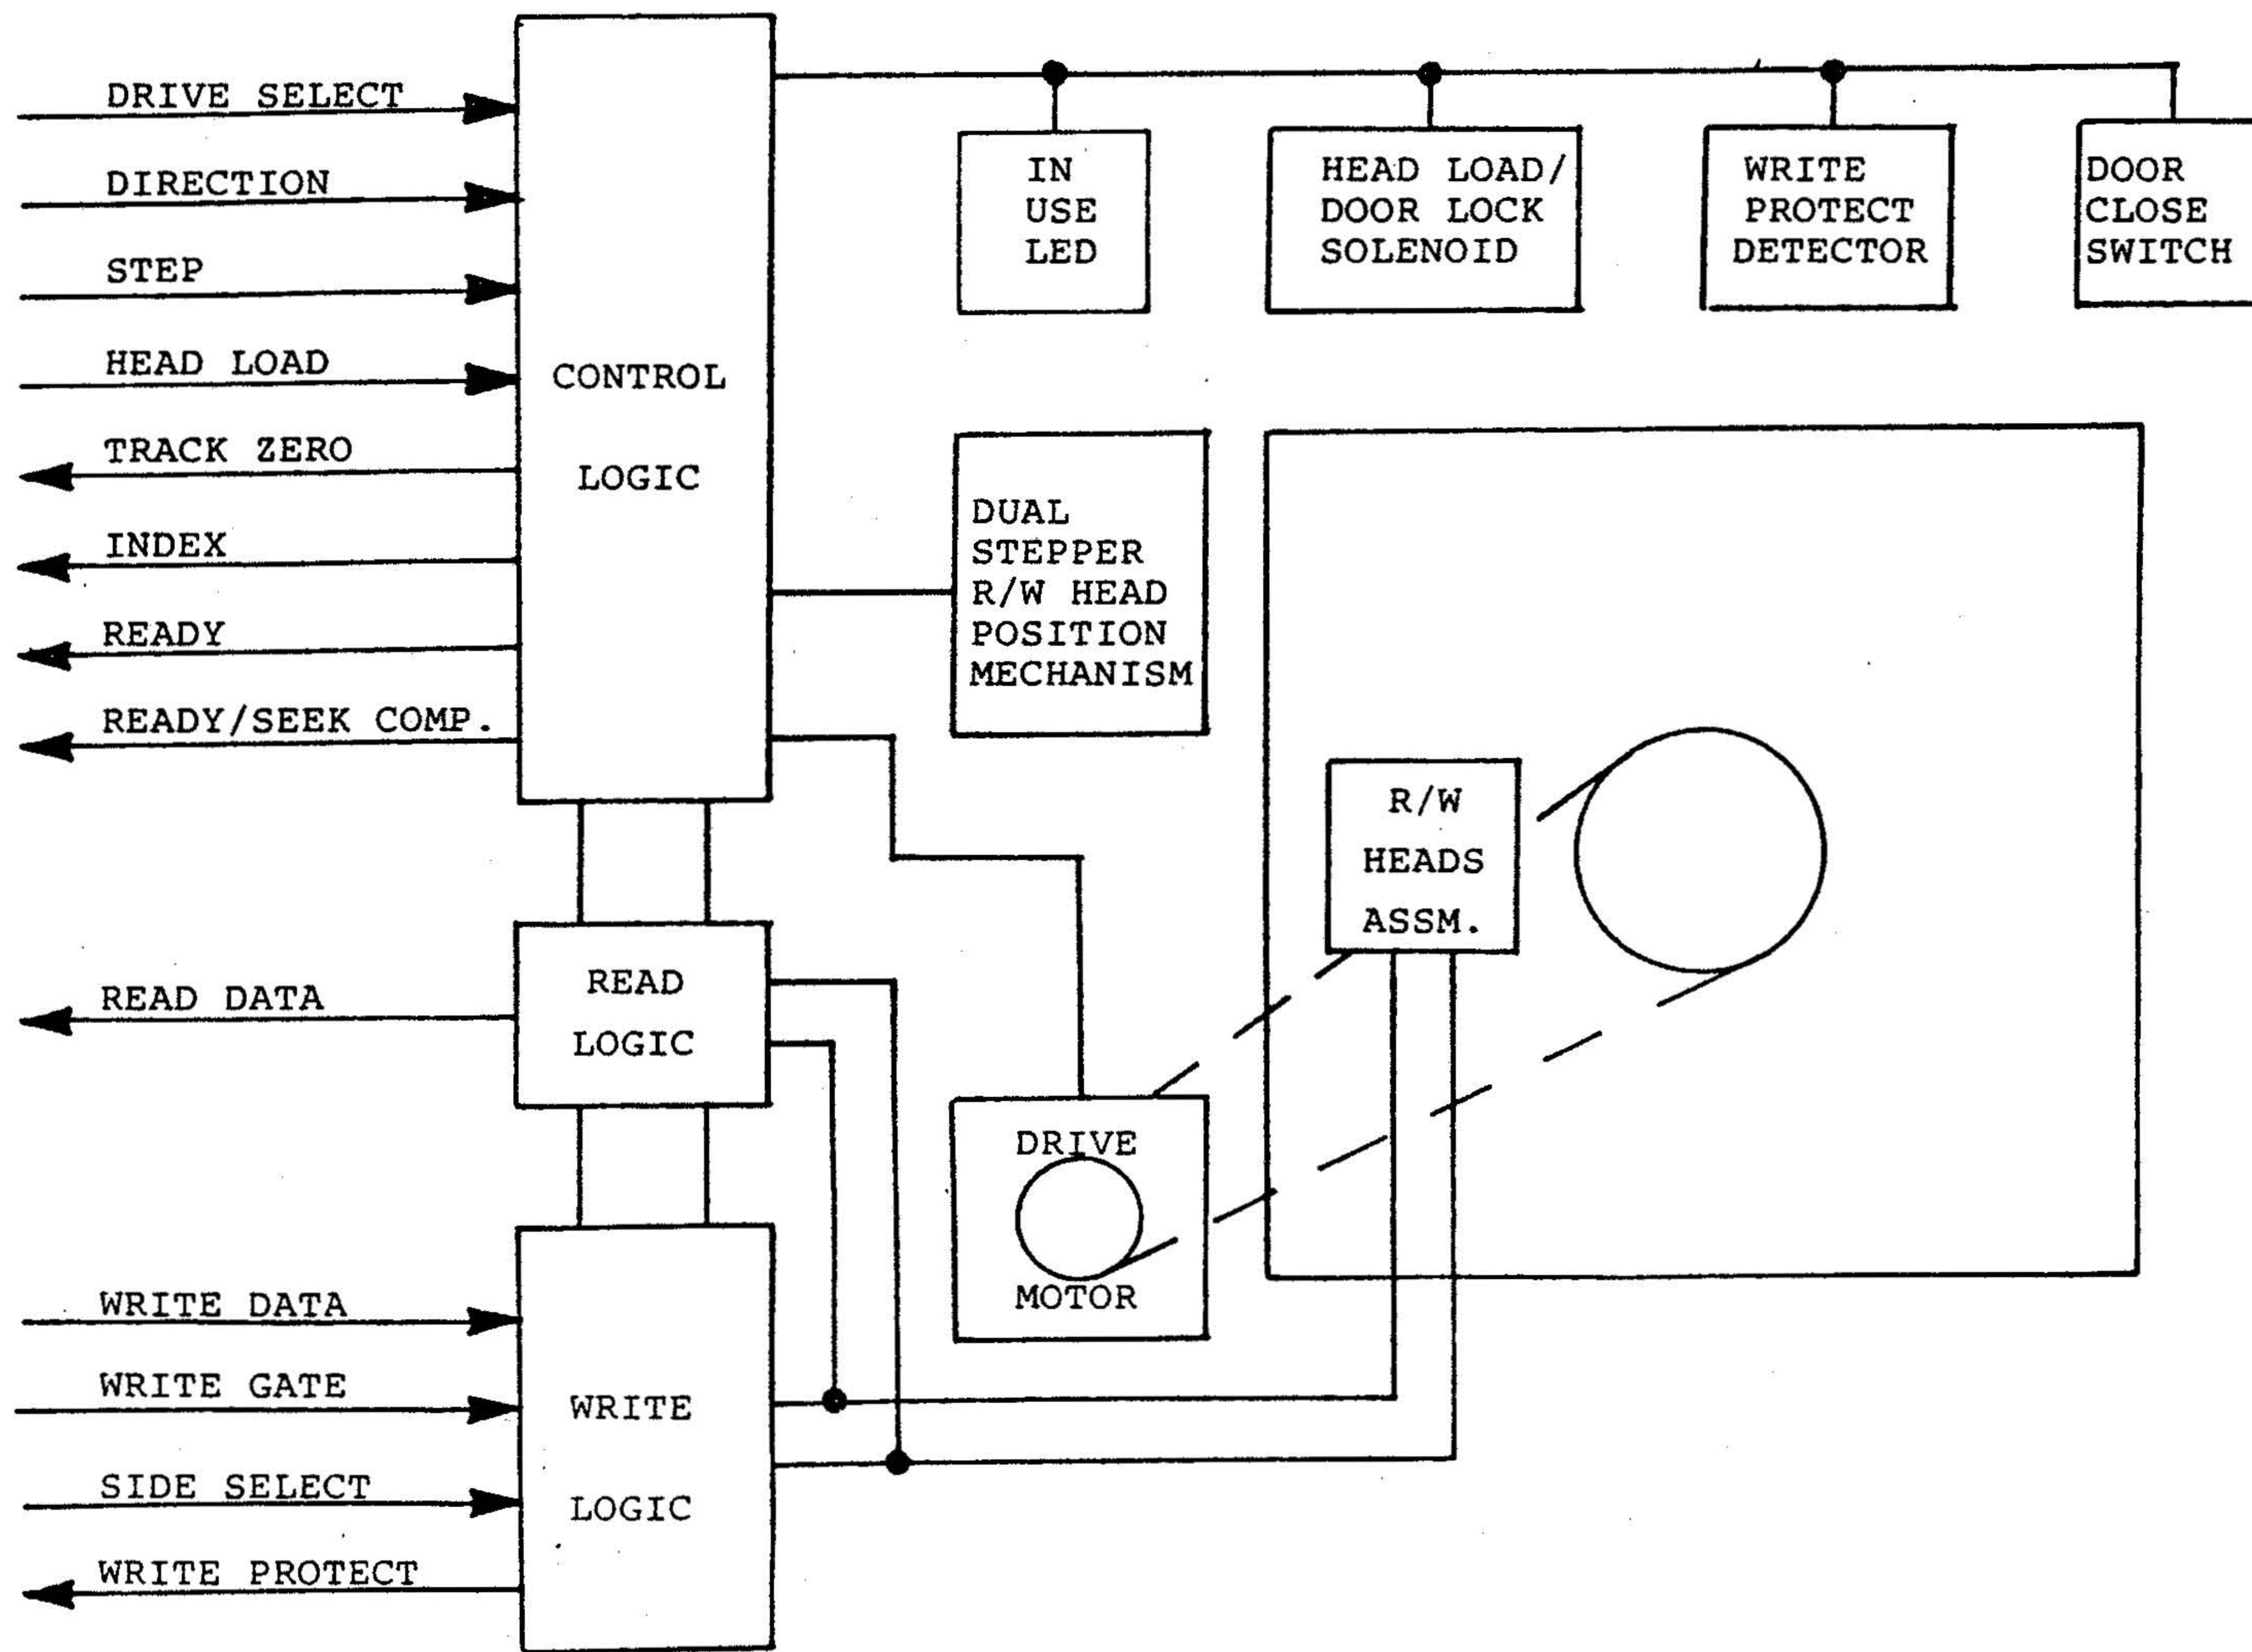 DRIVE SELECT
DIRECTION
STEP
HEAD LOAD
TRACK ZERO
INDEX
READY
READY/SEEK COMP.
CONTROL
LOGIC
IN
USE
LED
HEAD LOAD/
DOOR LOCK
SOLENOID
WRITE
PROTECT
DETECTOR
DOOR
CLOSE
SWITCH
DUAL
STEPPER
R/W HEAD
POSITION
MECHANISM
R/W
HEADS
ASSM.
READ DATA
READ
LOGIC
DRIVE
MOTOR
WRITE DATA
WRITE GATE
SIDE SELECT
WRITE PROTECT
WRITE
LOGIC